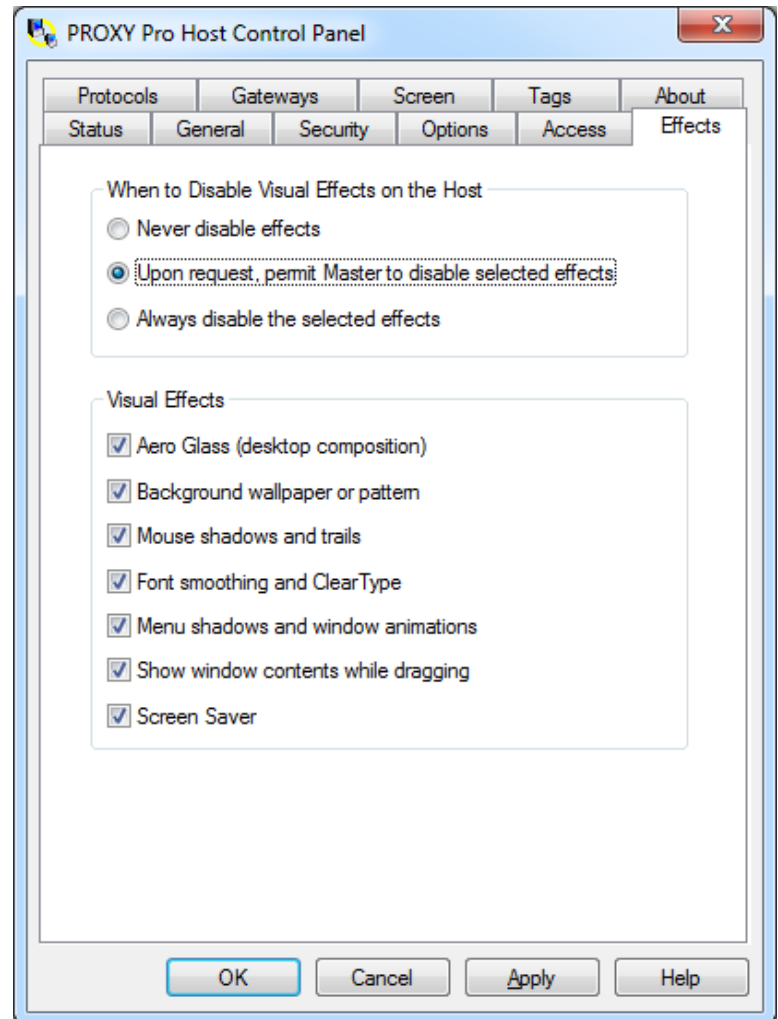 PROXY Pro Host Control Panel
Protocols Gateways Screen Tags About
Status General Security Options Access Effects
When to Disable Visual Effects on the Host
Never disable effects
Upon request, permit Master to disable selected effects
Always disable the selected effects
Visual Effects
Aero Glass (desktop composition)
Background wallpaper or pattern
Mouse shadows and trails
Font smoothing and ClearType
Menu shadows and window animations
Show window contents while dragging
Screen Saver
OK Cancel Apply Help